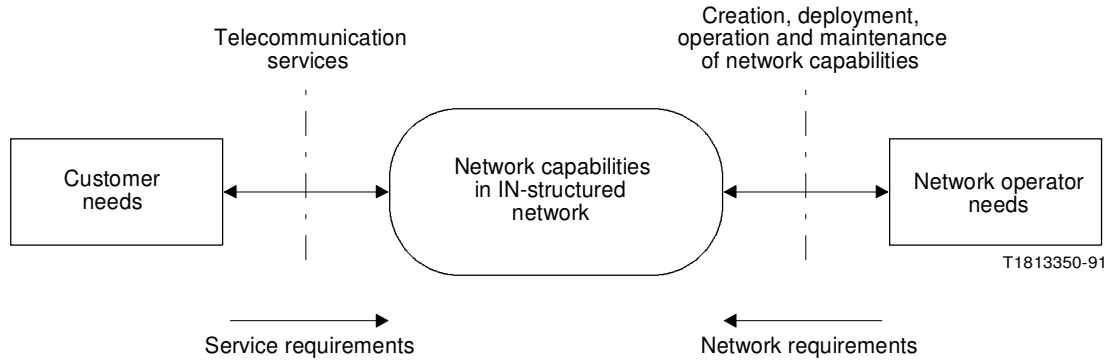 Telecommunication
services
Creation, deployment,
operation and maintenance
of network capabilities
Customer
needs
Network capabilities
in IN-structured
network
Network operator
needs
T1813350-91
Service requirements
Network requirements